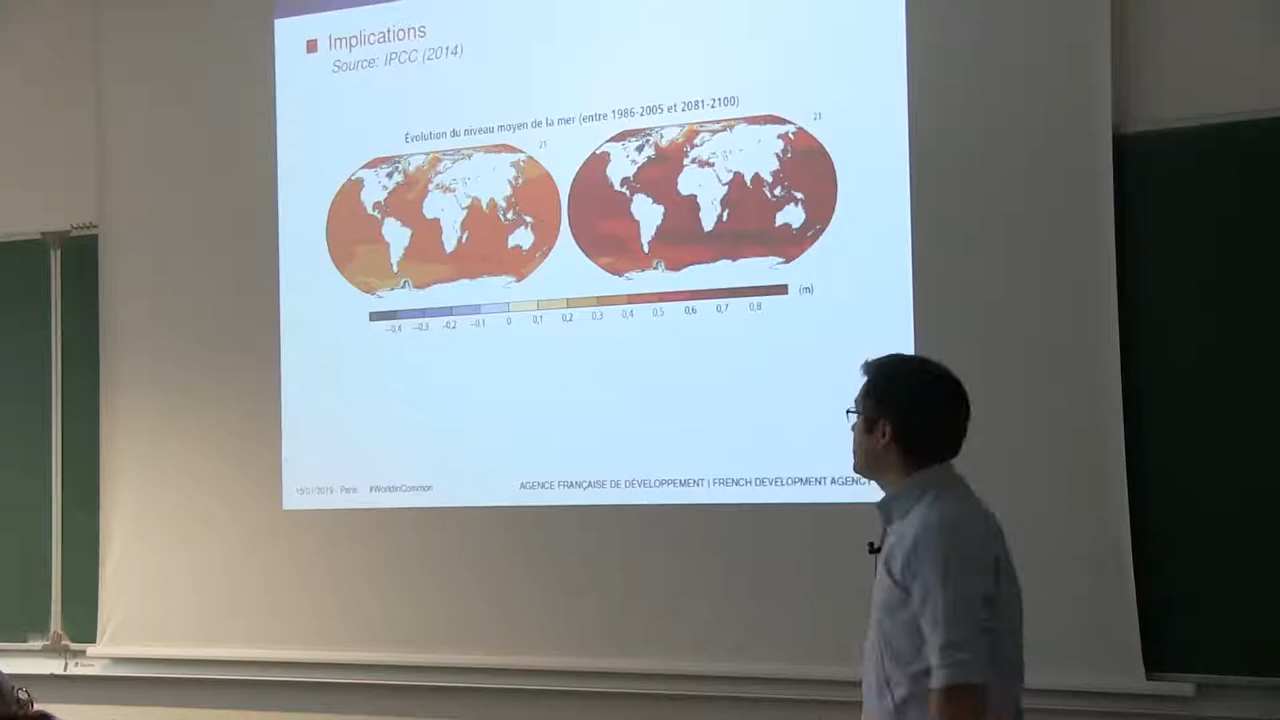 Implications
Source: IPCC (2014)
Évolution du niveau moyen de la mer (entre 1986-2005 et 2081-2100)
21
21
(m)
−0,4 −0,3 −0,2 −0,1 0 0,1 0,2 0,3 0,4 0,5 0,6 0,7 0,8
15/01/2019 Paris #WorldInCommon
AGENCE FRANÇAISE DE DÉVELOPPEMENT | FRENCH DEVELOPMENT AGENCY